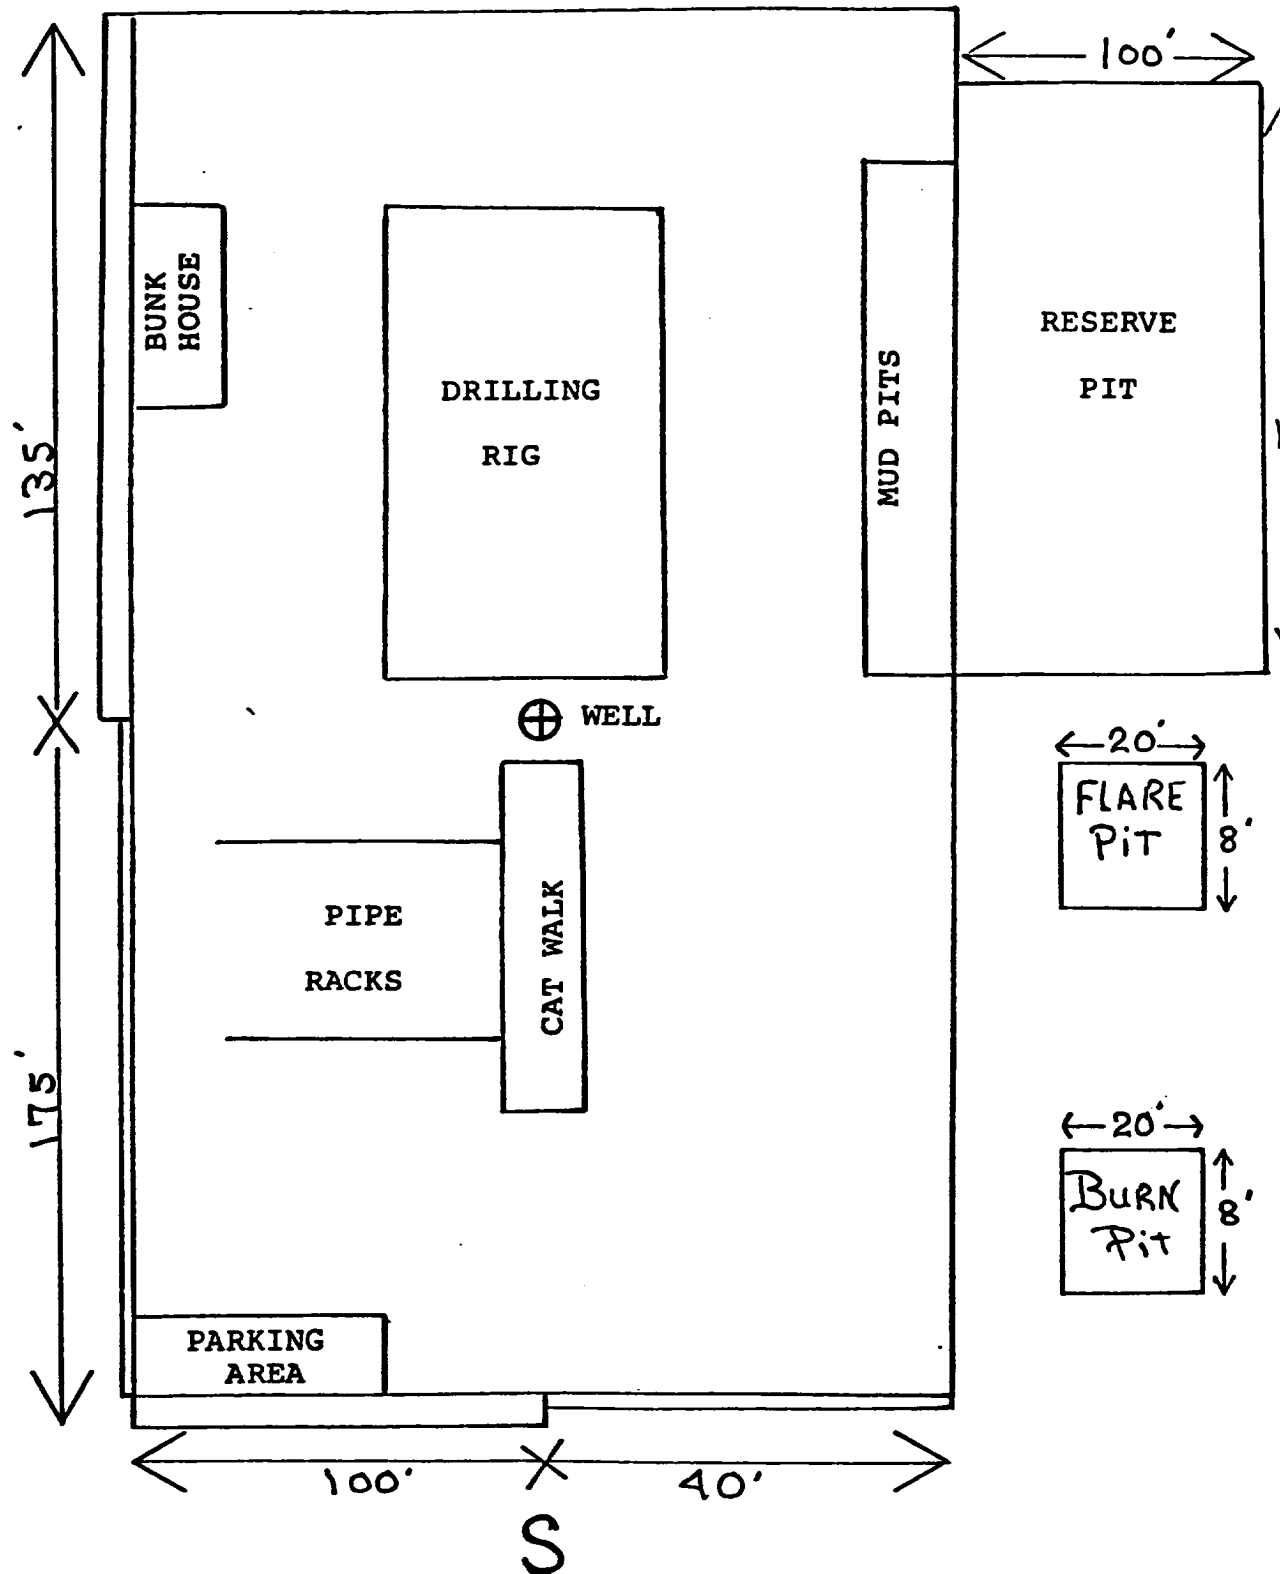 100'
BUNK
HOUSE
DRILLING
RIG
MUD PITS
RESERVE
PIT
135'
WELL
20'
FLARE
PiT
8'
PIPE
RACKS
CAT WALK
175'
20'
BURN
Pit
8'
PARKING
AREA
100'
40'
S